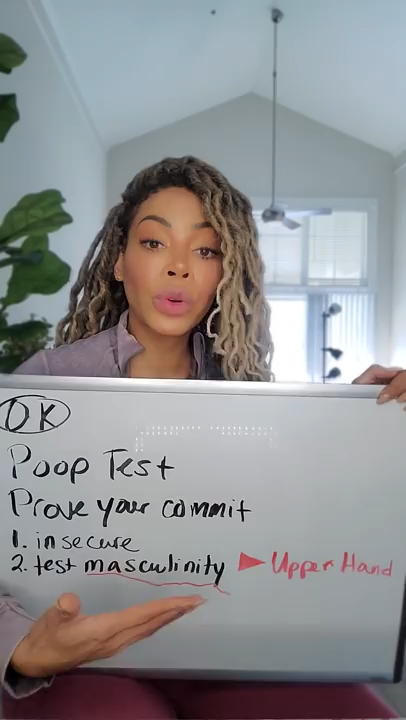 OK
Poop Test
Prove your commit
1. insecure
2. test masculinity ▶ Upper Hand